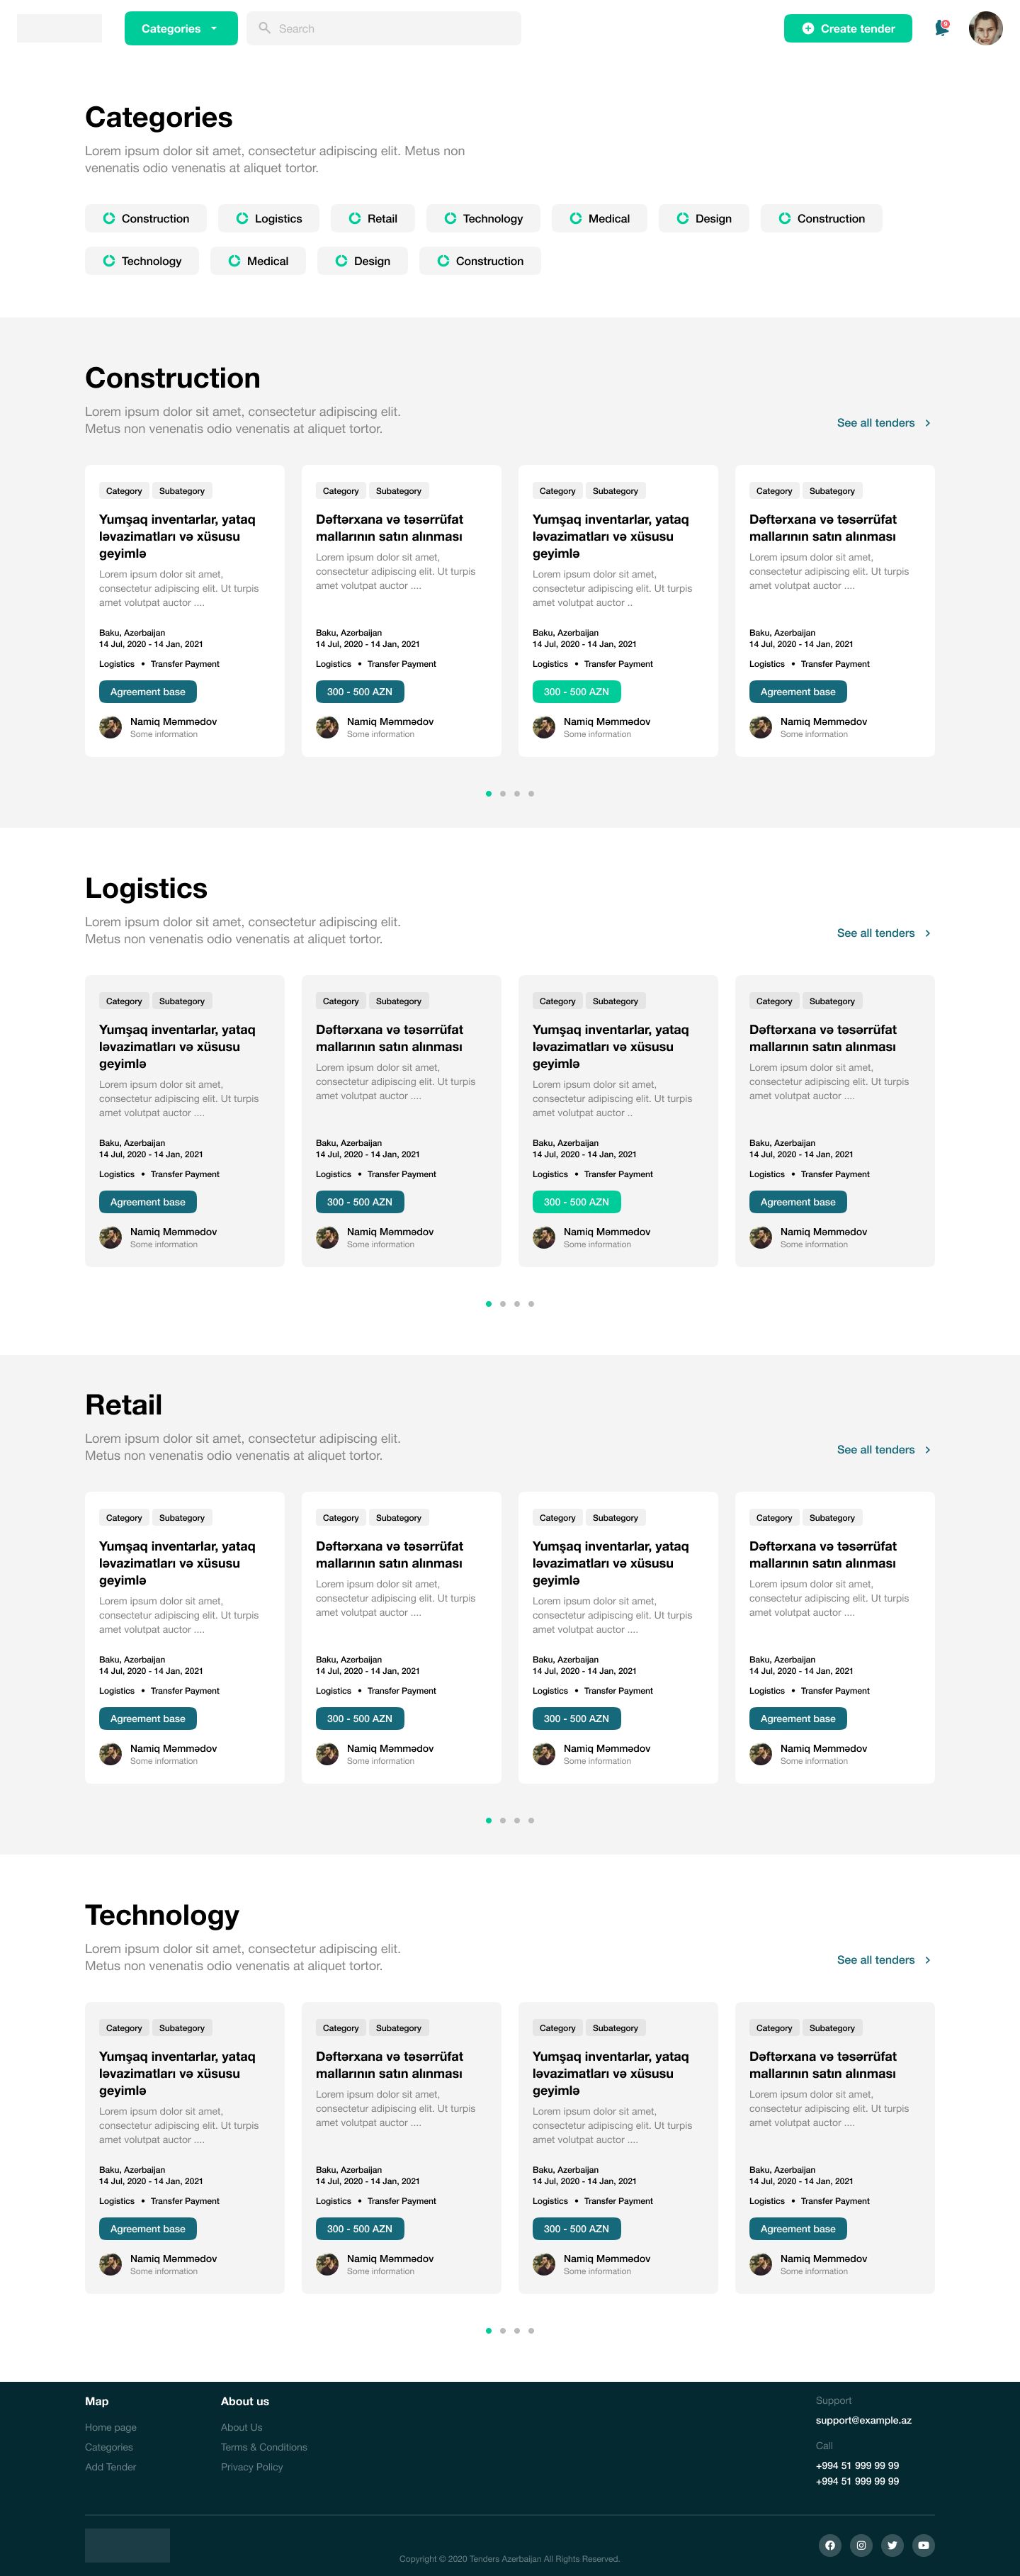 Categories
Search
Create tender
0
Categories
Lorem ipsum dolor sit amet, consectetur adipiscing elit. Metus non
venenatis odio venenatis at aliquet tortor.
Construction Logistics Retail Technology Medical Design Construction
Technology Medical Design Construction
Construction
Lorem ipsum dolor sit amet, consectetur adipiscing elit.
Metus non venenatis odio venenatis at aliquet tortor.
See all tenders
Category Subategory
Yumşaq inventarlar, yataq
ləvazimatları və xüsusu
geyimlə
Lorem ipsum dolor sit amet,
consectetur adipiscing elit. Ut turpis
amet volutpat auctor ....
Baku, Azerbaijan
14 Jul, 2020 - 14 Jan, 2021
Logistics • Transfer Payment
Agreement base
Namiq Məmmədov
Some information
Category Subategory
Dəftərxana və təsərrüfat
mallarının satın alınması
Lorem ipsum dolor sit amet,
consectetur adipiscing elit. Ut turpis
amet volutpat auctor ....
Baku, Azerbaijan
14 Jul, 2020 - 14 Jan, 2021
Logistics • Transfer Payment
300 - 500 AZN
Namiq Məmmədov
Some information
Category Subategory
Yumşaq inventarlar, yataq
ləvazimatları və xüsusu
geyimlə
Lorem ipsum dolor sit amet,
consectetur adipiscing elit. Ut turpis
amet volutpat auctor ..
Baku, Azerbaijan
14 Jul, 2020 - 14 Jan, 2021
Logistics • Transfer Payment
300 - 500 AZN
Namiq Məmmədov
Some information
Category Subategory
Dəftərxana və təsərrüfat
mallarının satın alınması
Lorem ipsum dolor sit amet,
consectetur adipiscing elit. Ut turpis
amet volutpat auctor ....
Baku, Azerbaijan
14 Jul, 2020 - 14 Jan, 2021
Logistics • Transfer Payment
Agreement base
Namiq Məmmədov
Some information
Logistics
Lorem ipsum dolor sit amet, consectetur adipiscing elit.
Metus non venenatis odio venenatis at aliquet tortor.
See all tenders
Category Subategory
Yumşaq inventarlar, yataq
ləvazimatları və xüsusu
geyimlə
Lorem ipsum dolor sit amet,
consectetur adipiscing elit. Ut turpis
amet volutpat auctor ....
Baku, Azerbaijan
14 Jul, 2020 - 14 Jan, 2021
Logistics • Transfer Payment
Agreement base
Namiq Məmmədov
Some information
Category Subategory
Dəftərxana və təsərrüfat
mallarının satın alınması
Lorem ipsum dolor sit amet,
consectetur adipiscing elit. Ut turpis
amet volutpat auctor ....
Baku, Azerbaijan
14 Jul, 2020 - 14 Jan, 2021
Logistics • Transfer Payment
300 - 500 AZN
Namiq Məmmədov
Some information
Category Subategory
Yumşaq inventarlar, yataq
ləvazimatları və xüsusu
geyimlə
Lorem ipsum dolor sit amet,
consectetur adipiscing elit. Ut turpis
amet volutpat auctor ..
Baku, Azerbaijan
14 Jul, 2020 - 14 Jan, 2021
Logistics • Transfer Payment
300 - 500 AZN
Namiq Məmmədov
Some information
Category Subategory
Dəftərxana və təsərrüfat
mallarının satın alınması
Lorem ipsum dolor sit amet,
consectetur adipiscing elit. Ut turpis
amet volutpat auctor ....
Baku, Azerbaijan
14 Jul, 2020 - 14 Jan, 2021
Logistics • Transfer Payment
Agreement base
Namiq Məmmədov
Some information
Retail
Lorem ipsum dolor sit amet, consectetur adipiscing elit.
Metus non venenatis odio venenatis at aliquet tortor.
See all tenders
Category Subategory
Yumşaq inventarlar, yataq
ləvazimatları və xüsusu
geyimlə
Lorem ipsum dolor sit amet,
consectetur adipiscing elit. Ut turpis
amet volutpat auctor ....
Baku, Azerbaijan
14 Jul, 2020 - 14 Jan, 2021
Logistics • Transfer Payment
Agreement base
Namiq Məmmədov
Some information
Category Subategory
Dəftərxana və təsərrüfat
mallarının satın alınması
Lorem ipsum dolor sit amet,
consectetur adipiscing elit. Ut turpis
amet volutpat auctor ....
Baku, Azerbaijan
14 Jul, 2020 - 14 Jan, 2021
Logistics • Transfer Payment
300 - 500 AZN
Namiq Məmmədov
Some information
Category Subategory
Yumşaq inventarlar, yataq
ləvazimatları və xüsusu
geyimlə
Lorem ipsum dolor sit amet,
consectetur adipiscing elit. Ut turpis
amet volutpat auctor ....
Baku, Azerbaijan
14 Jul, 2020 - 14 Jan, 2021
Logistics • Transfer Payment
300 - 500 AZN
Namiq Məmmədov
Some information
Category Subategory
Dəftərxana və təsərrüfat
mallarının satın alınması
Lorem ipsum dolor sit amet,
consectetur adipiscing elit. Ut turpis
amet volutpat auctor ....
Baku, Azerbaijan
14 Jul, 2020 - 14 Jan, 2021
Logistics • Transfer Payment
Agreement base
Namiq Məmmədov
Some information
Technology
Lorem ipsum dolor sit amet, consectetur adipiscing elit.
Metus non venenatis odio venenatis at aliquet tortor.
See all tenders
Category Subategory
Yumşaq inventarlar, yataq
ləvazimatları və xüsusu
geyimlə
Lorem ipsum dolor sit amet,
consectetur adipiscing elit. Ut turpis
amet volutpat auctor ....
Baku, Azerbaijan
14 Jul, 2020 - 14 Jan, 2021
Logistics • Transfer Payment
Agreement base
Namiq Məmmədov
Some information
Category Subategory
Dəftərxana və təsərrüfat
mallarının satın alınması
Lorem ipsum dolor sit amet,
consectetur adipiscing elit. Ut turpis
amet volutpat auctor ....
Baku, Azerbaijan
14 Jul, 2020 - 14 Jan, 2021
Logistics • Transfer Payment
300 - 500 AZN
Namiq Məmmədov
Some information
Category Subategory
Yumşaq inventarlar, yataq
ləvazimatları və xüsusu
geyimlə
Lorem ipsum dolor sit amet,
consectetur adipiscing elit. Ut turpis
amet volutpat auctor ....
Baku, Azerbaijan
14 Jul, 2020 - 14 Jan, 2021
Logistics • Transfer Payment
300 - 500 AZN
Namiq Məmmədov
Some information
Category Subategory
Dəftərxana və təsərrüfat
mallarının satın alınması
Lorem ipsum dolor sit amet,
consectetur adipiscing elit. Ut turpis
amet volutpat auctor ....
Baku, Azerbaijan
14 Jul, 2020 - 14 Jan, 2021
Logistics • Transfer Payment
Agreement base
Namiq Məmmədov
Some information
Map
Home page
Categories
Add Tender
About us
About Us
Terms & Conditions
Privacy Policy
Support
support@example.az
Call
+994 51 999 99 99
+994 51 999 99 99
Copyright © 2020 Tenders Azerbaijan All Rights Reserved.